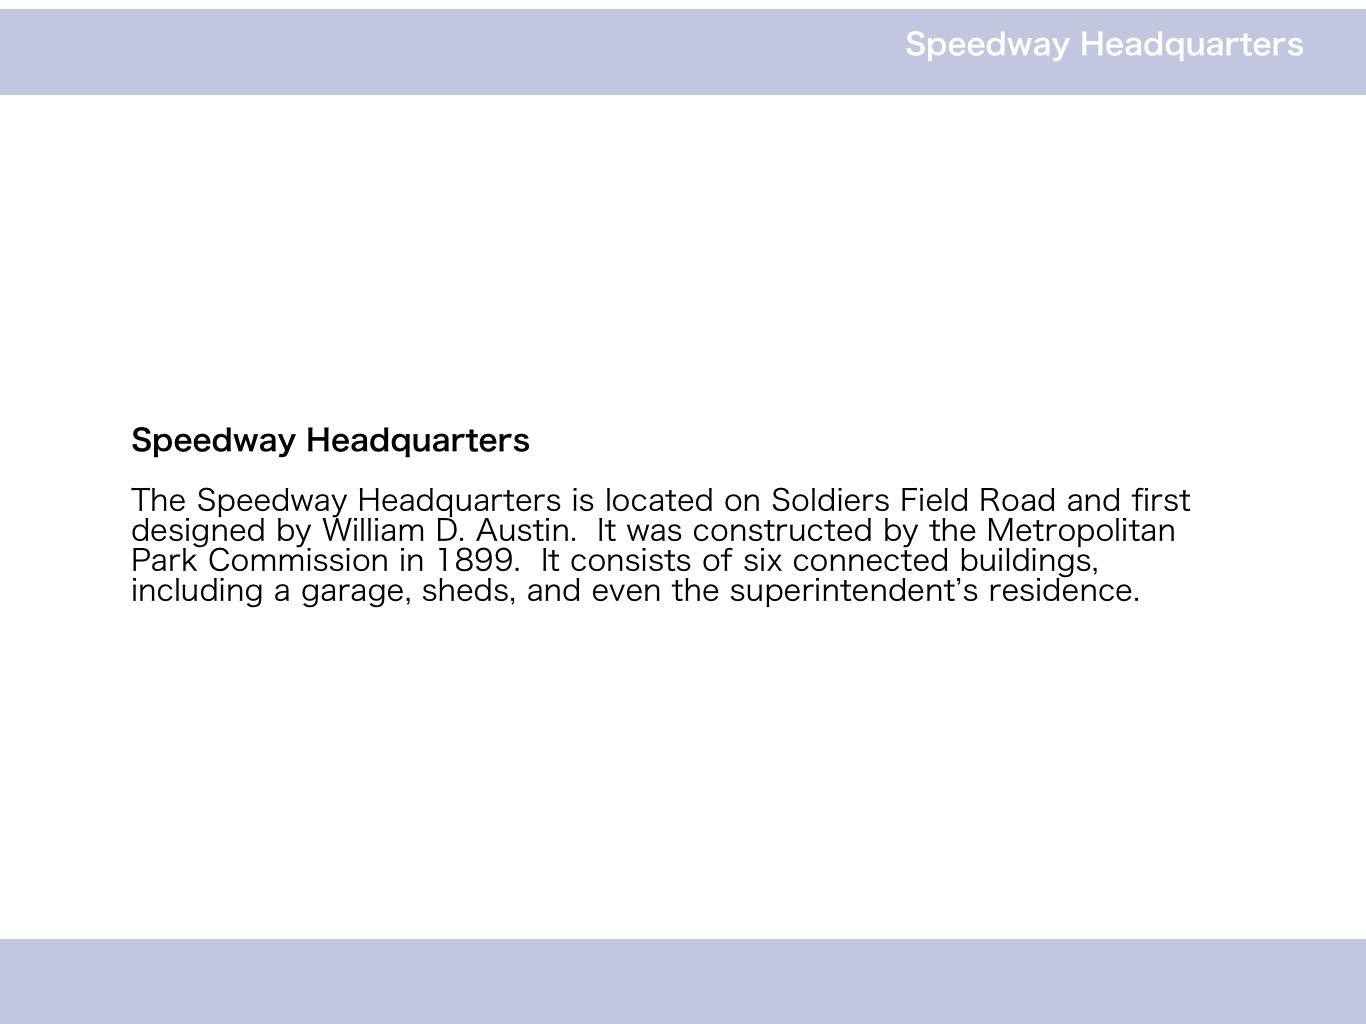 Speedway Headquarters
Speedway Headquarters
The Speedway Headquarters is located on Soldiers Field Road and first
designed by William D. Austin.  It was constructed by the Metropolitan
Park Commission in 1899.  It consists of six connected buildings,
including a garage, sheds, and even the superintendent’s residence.